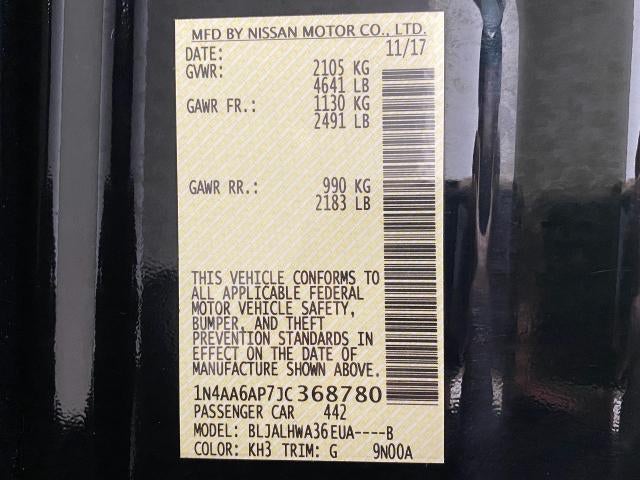 MFD BY NISSAN MOTOR CO., LTD.
DATE: 11/17
GVWR: 2105 KG
4641 LB
GAWR FR.: 1130 KG
2491 LB
GAWR RR.: 990 KG
2183 LB
THIS VEHICLE CONFORMS TO
ALL APPLICABLE FEDERAL
MOTOR VEHICLE SAFETY,
BUMPER, AND THEFT
PREVENTION STANDARDS IN
EFFECT ON THE DATE OF
MANUFACTURE SHOWN ABOVE.
1N4AA6AP7JC368780
PASSENGER CAR 442
MODEL: BLJALHWA36EUA----B
COLOR: KH3 TRIM: G 9N00A